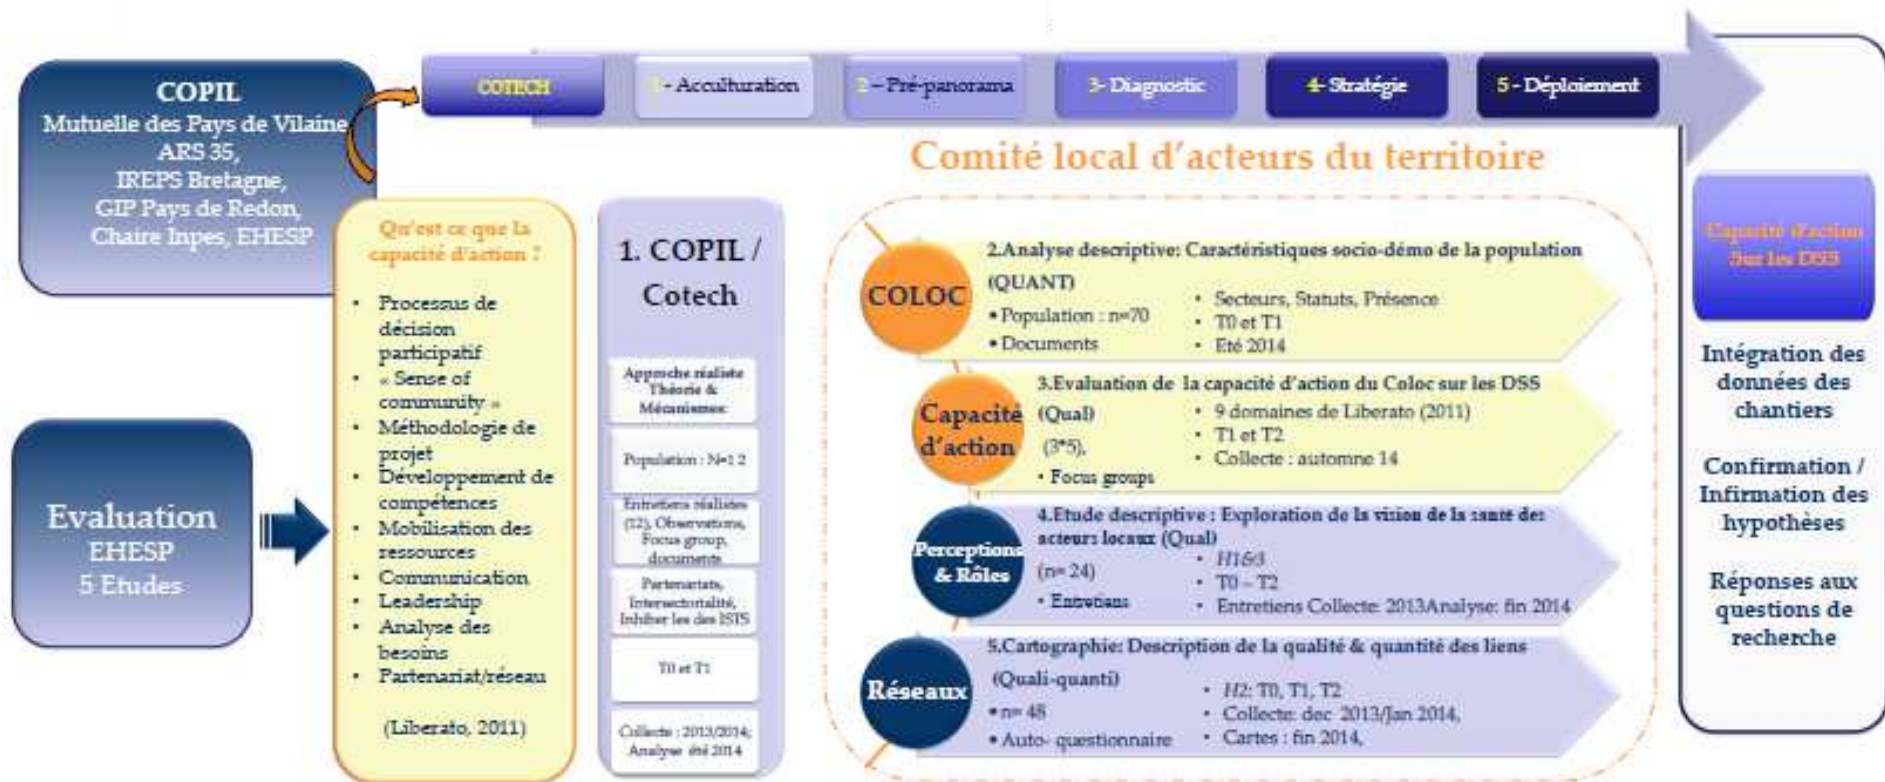 COPIL
Mutuelle des Pays de Vilaine
ARS 35,
IREPS Bretagne,
GIP Pays de Redon,
Chaire Inpes, EHESP
COTECH
1- Acculturation
2 – Pré-panorama
3- Diagnostic
4- Stratégie
5 - Déploiement
Comité local d'acteurs du territoire
Evaluation
EHESP
5 Etudes
Qu'est ce que la
capacité d'action ?
• Processus de
décision
participatif
• « Sense of
community »
• Méthodologie de
projet
• Développement de
compétences
• Mobilisation des
ressources
• Communication
• Leadership
• Analyse des
besoins
• Partenariat/réseau
(Liberato, 2011)
1. COPIL /
Cotech
Approche réaliste
Théorie &
Mécanismes:
Population : N=1 2
Entretiens réalistes
(12), Observations,
Focus group,
documents
Partenariats,
Intersectorialité,
Inhiber les des ISTS
T0 et T1
Collecte : 2013/2014;
Analyse été 2014
COLOC
2.Analyse descriptive: Caractéristiques socio-démo de la population
(QUANT)
• Population : n=70
• Documents
• Secteurs, Statuts, Présence
• T0 et T1
• Eté 2014
Capacité
d'action
3.Evaluation de la capacité d'action du Coloc sur les DSS
(Qual)
(3*5),
• Focus groups
• 9 domaines de Liberato (2011)
• T1 et T2
• Collecte : automne 14
Perceptions
& Rôles
4.Etude descriptive : Exploration de la vision de la santé des
acteurs locaux (Qual)
(n= 24)
• Entretiens
• H1&3
• T0 – T2
• Entretiens Collecte: 2013Analyse: fin 2014
Réseaux
5.Cartographie: Description de la qualité & quantité des liens
(Quali-quanti)
• n= 48
• Auto- questionnaire
• H2: T0, T1, T2
• Collecte: dec 2013/Jan 2014,
• Cartes : fin 2014,
Capacité d'action
Sur les DSS
Intégration des
données des
chantiers
Confirmation /
Infirmation des
hypothèses
Réponses aux
questions de
recherche